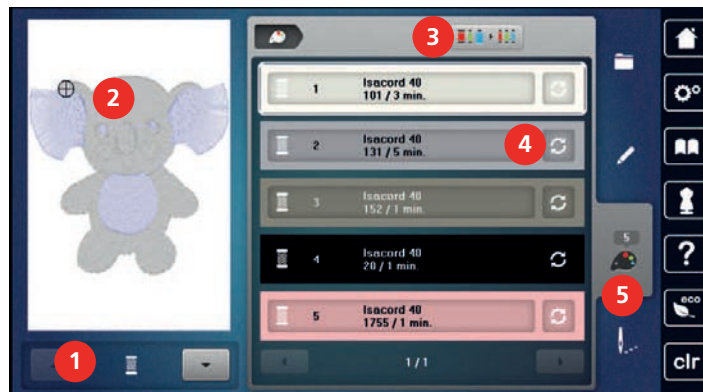 3
2
1
1
Isacord 40
101 / 3 min.
2
Isacord 40
131 / 5 min.
4
3
Isacord 40
152 / 1 min.
4
Isacord 40
20 / 1 min.
5
Isacord 40
1755 / 1 min.
1/1
5
5
?
eco
clr